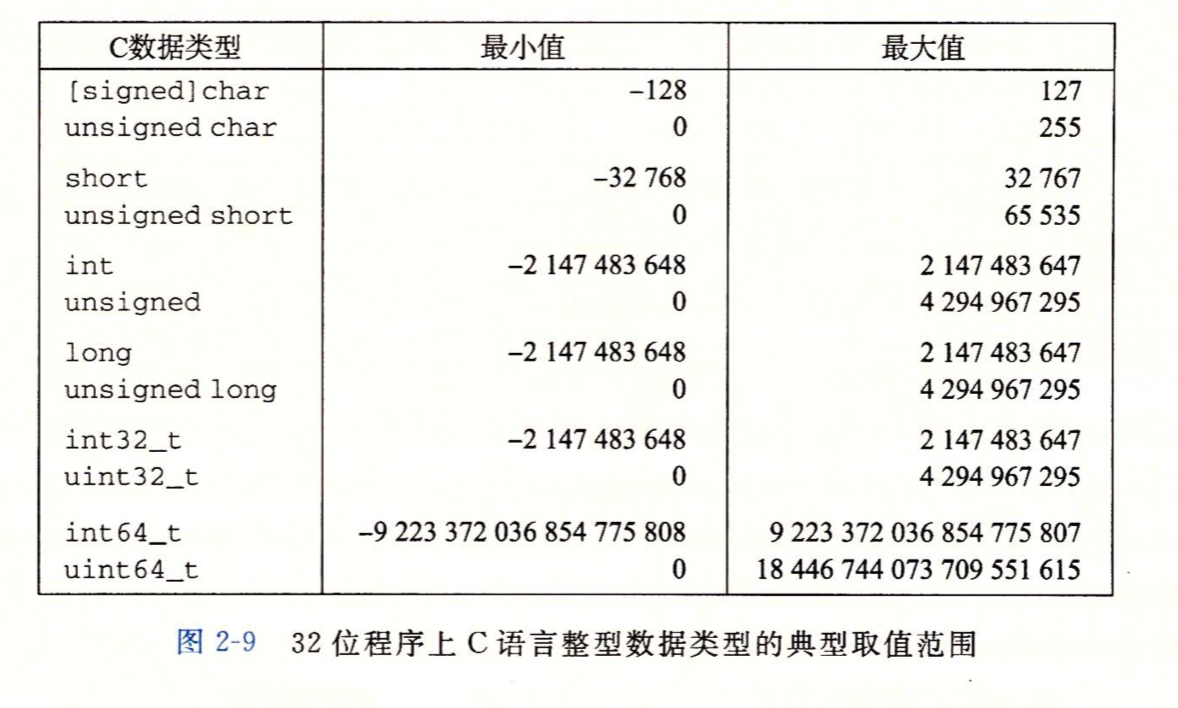 C数据类型 最小值 最大值
[signed]char -128 127
unsigned char 0 255
short -32 768 32 767
unsigned short 0 65 535
int -2 147 483 648 2 147 483 647
unsigned 0 4 294 967 295
long -2 147 483 648 2 147 483 647
unsigned long 0 4 294 967 295
int32_t -2 147 483 648 2 147 483 647
uint32_t 0 4 294 967 295
int64_t -9 223 372 036 854 775 808 9 223 372 036 854 775 807
uint64_t 0 18 446 744 073 709 551 615
图 2-9 32 位程序上 C 语言整型数据类型的典型取值范围